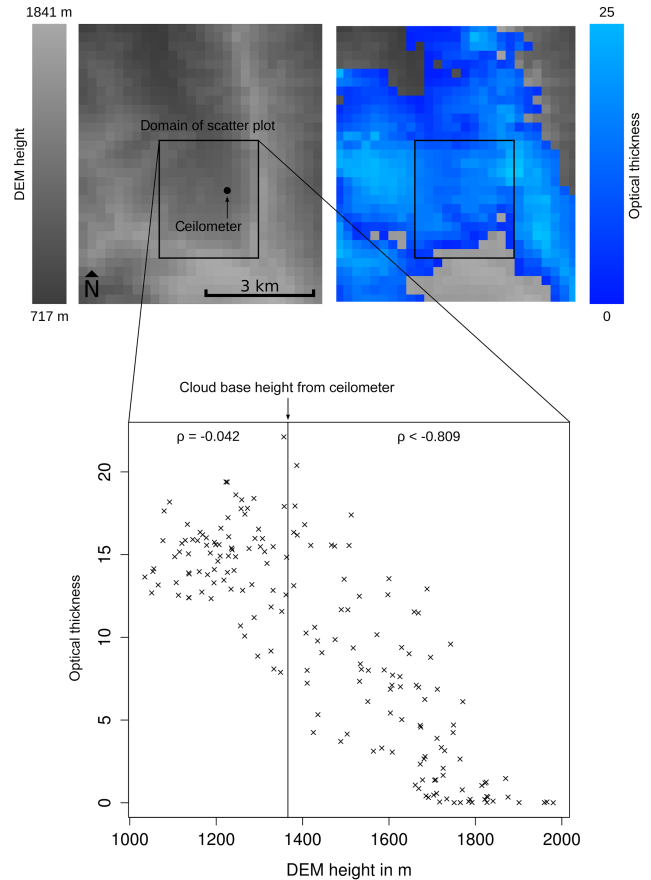 1841 m
25
DEM height
Domain of scatter plot
Ceilometer
N
3 km
Optical thickness
717 m
0
Cloud base height from ceilometer
ρ = -0.042
ρ < -0.809
Optical thickness
20
15
10
5
0
1000 1200 1400 1600 1800 2000
DEM height in m